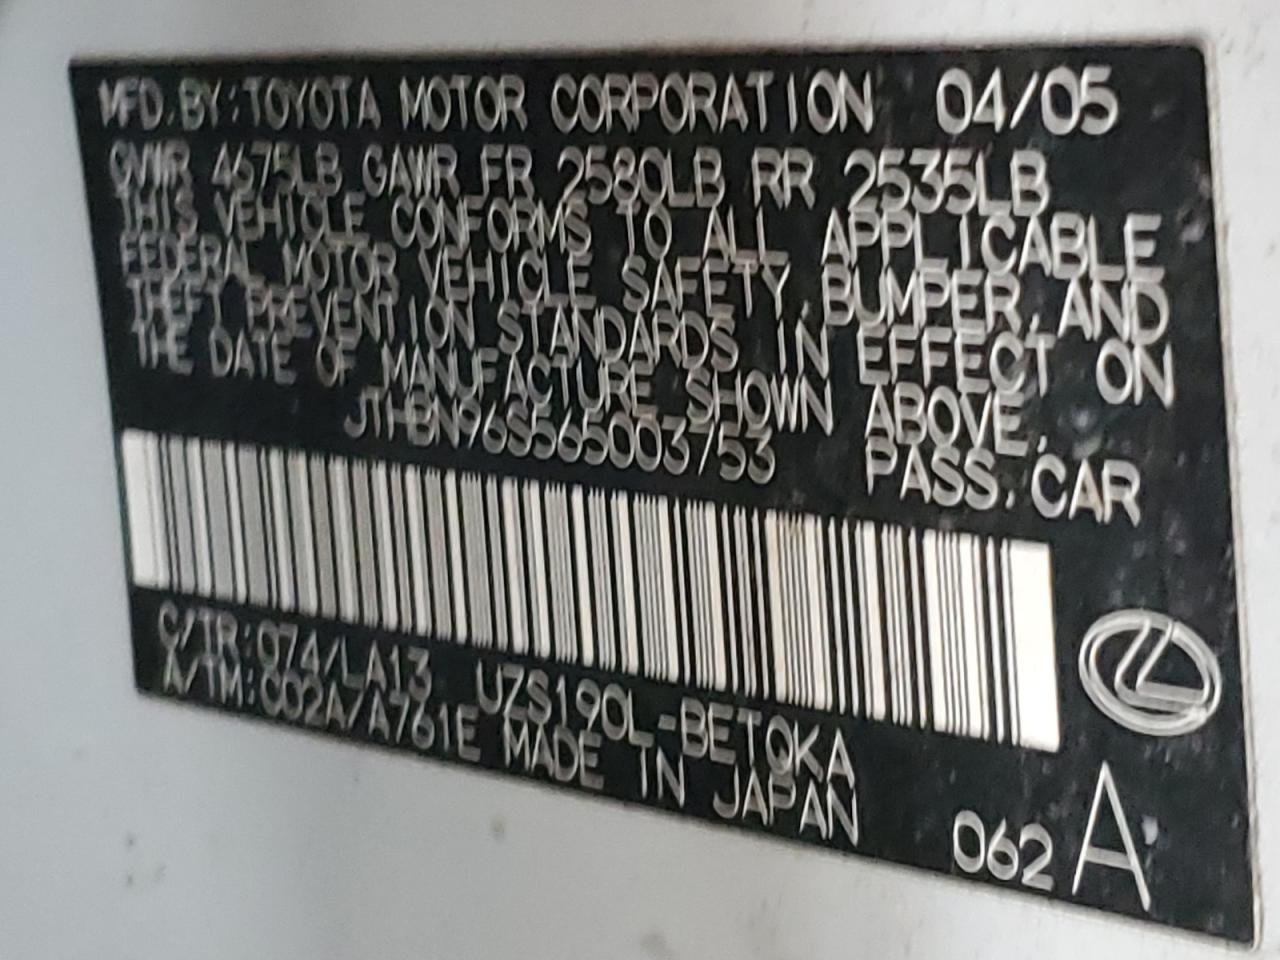 MFD. BY: TOYOTA MOTOR CORPORATION 04/05
GVWR 4675LB GAWR FR 2580LB RR 2535LB
THIS VEHICLE CONFORMS TO ALL APPLICABLE
FEDERAL MOTOR VEHICLE SAFETY, BUMPER, AND
THEFT PREVENTION STANDARDS IN EFFECT ON
THE DATE OF MANUFACTURE SHOWN ABOVE.
JTHBN96S565003753 PASS. CAR
C/TR: 074/LA13 UZS190L-BETQKA
A/TM: C02A/A761E MADE IN JAPAN
062 A